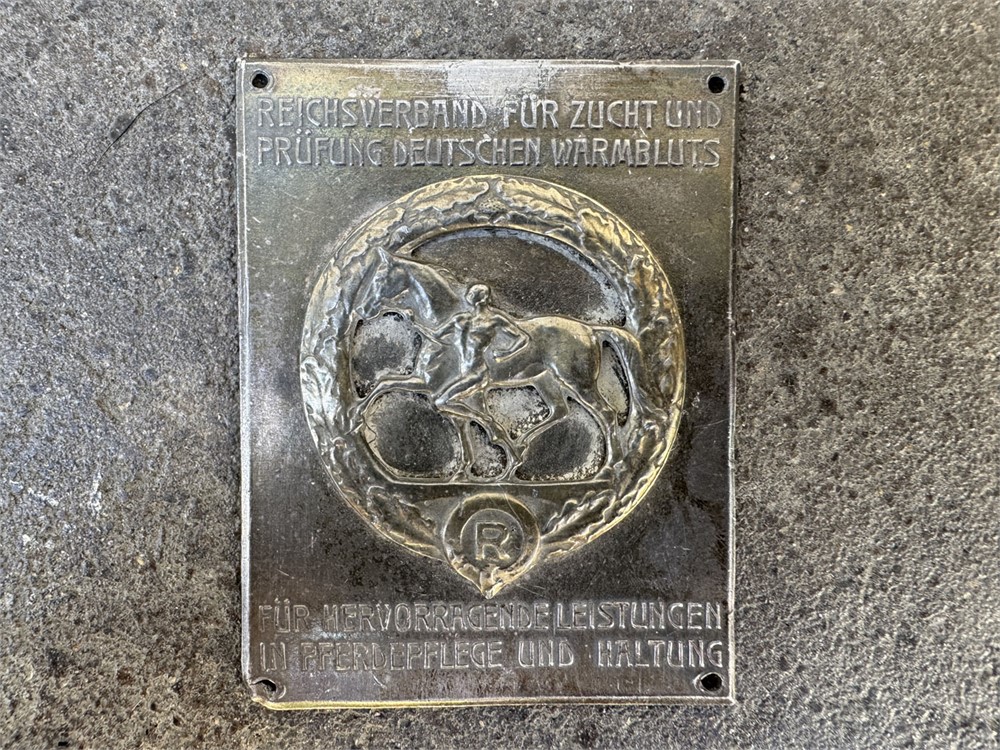 REICHSVERBAND FÜR ZUCHT UND
PRÜFUNG DEUTSCHEN WARMBLUTS
R
FÜR HERVORRAGENDE LEISTUNGEN
IN PFERDEPFLEGE UND HALTUNG